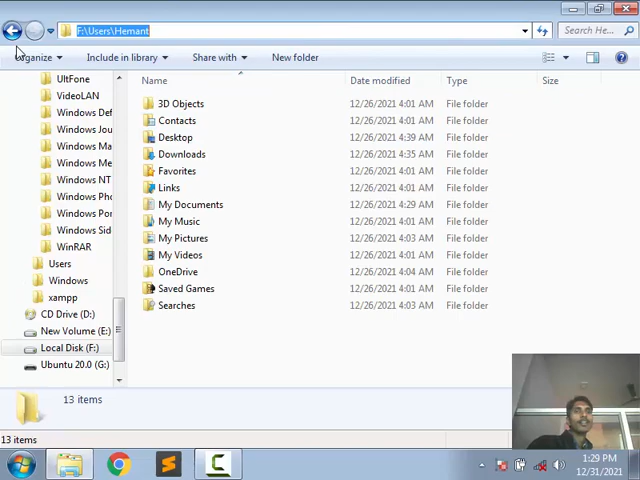 F:\Users\Hemant
Search He...
Organize
Include in library
Share with
New folder
Name
Date modified
Type
Size
UltFone
VideoLAN
Windows Def
Windows Jou
Windows Ma
Windows Me
Windows NT
Windows Pho
Windows Por
Windows Side
WinRAR
Users
Windows
xampp
CD Drive (D:)
New Volume (E:)
Local Disk (F:)
Ubuntu 20.0 (G:)
3D Objects 12/26/2021 4:01 AM File folder
Contacts 12/26/2021 4:01 AM File folder
Desktop 12/26/2021 4:39 AM File folder
Downloads 12/26/2021 4:35 AM File folder
Favorites 12/26/2021 4:01 AM File folder
Links 12/26/2021 4:01 AM File folder
My Documents 12/26/2021 4:29 AM File folder
My Music 12/26/2021 4:01 AM File folder
My Pictures 12/26/2021 4:03 AM File folder
My Videos 12/26/2021 4:01 AM File folder
OneDrive 12/26/2021 4:04 AM File folder
Saved Games 12/26/2021 4:01 AM File folder
Searches 12/26/2021 4:03 AM File folder
13 items
13 items
1:29 PM
12/31/2021